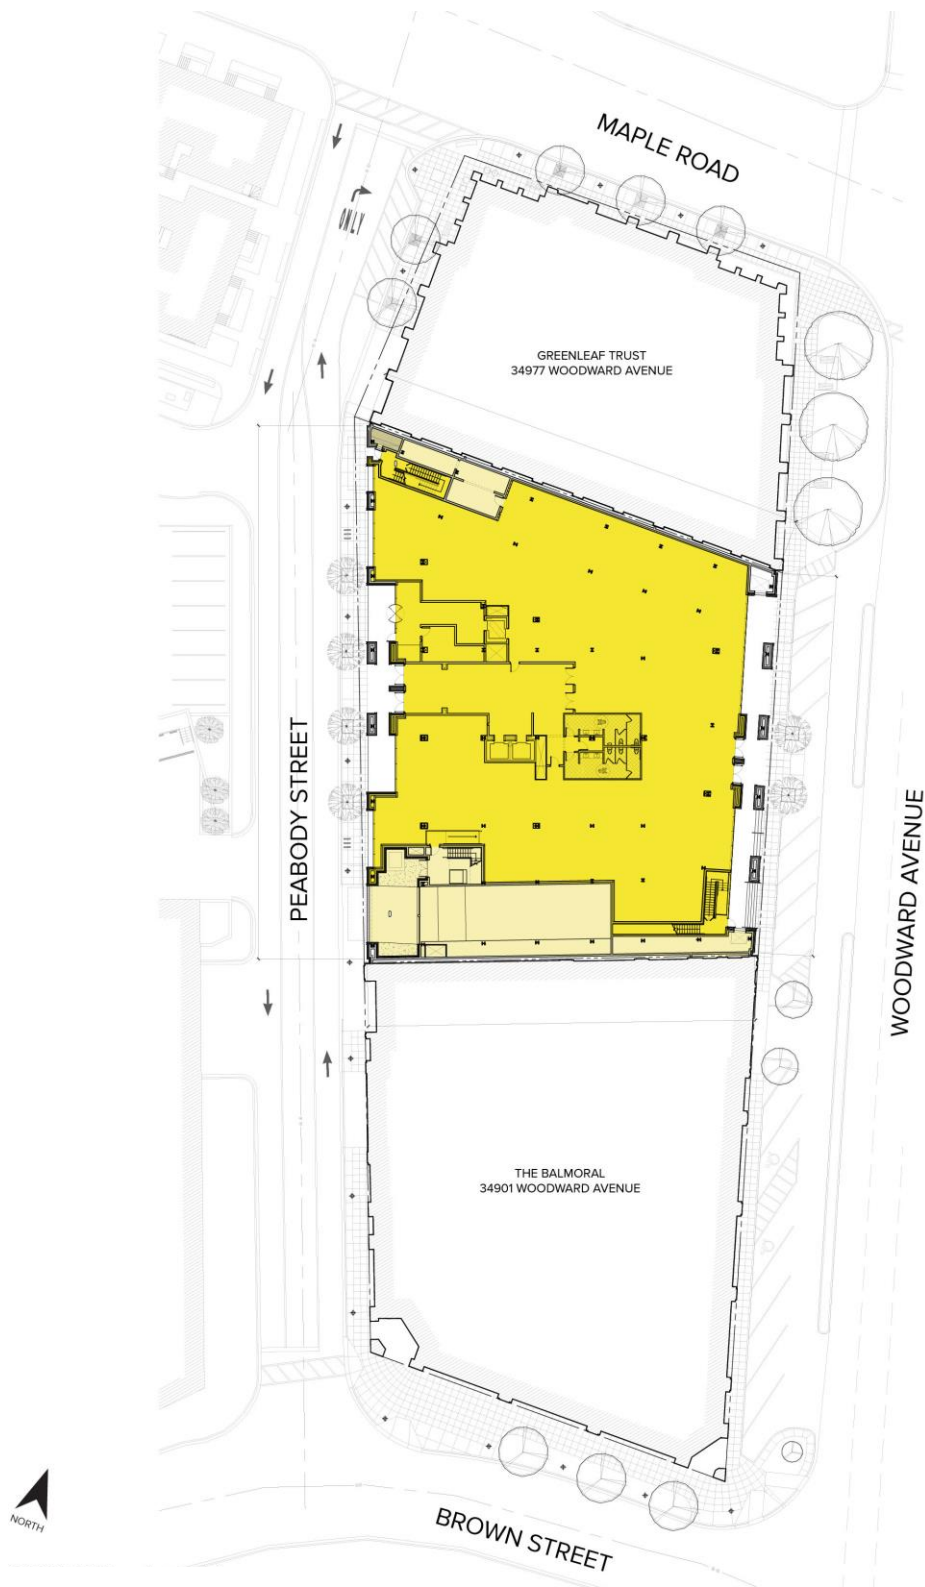 MAPLE ROAD
ONLY
GREENLEAF TRUST
34977 WOODWARD AVENUE
PEABODY STREET
WOODWARD AVENUE
THE BALMORAL
34901 WOODWARD AVENUE
NORTH
BROWN STREET